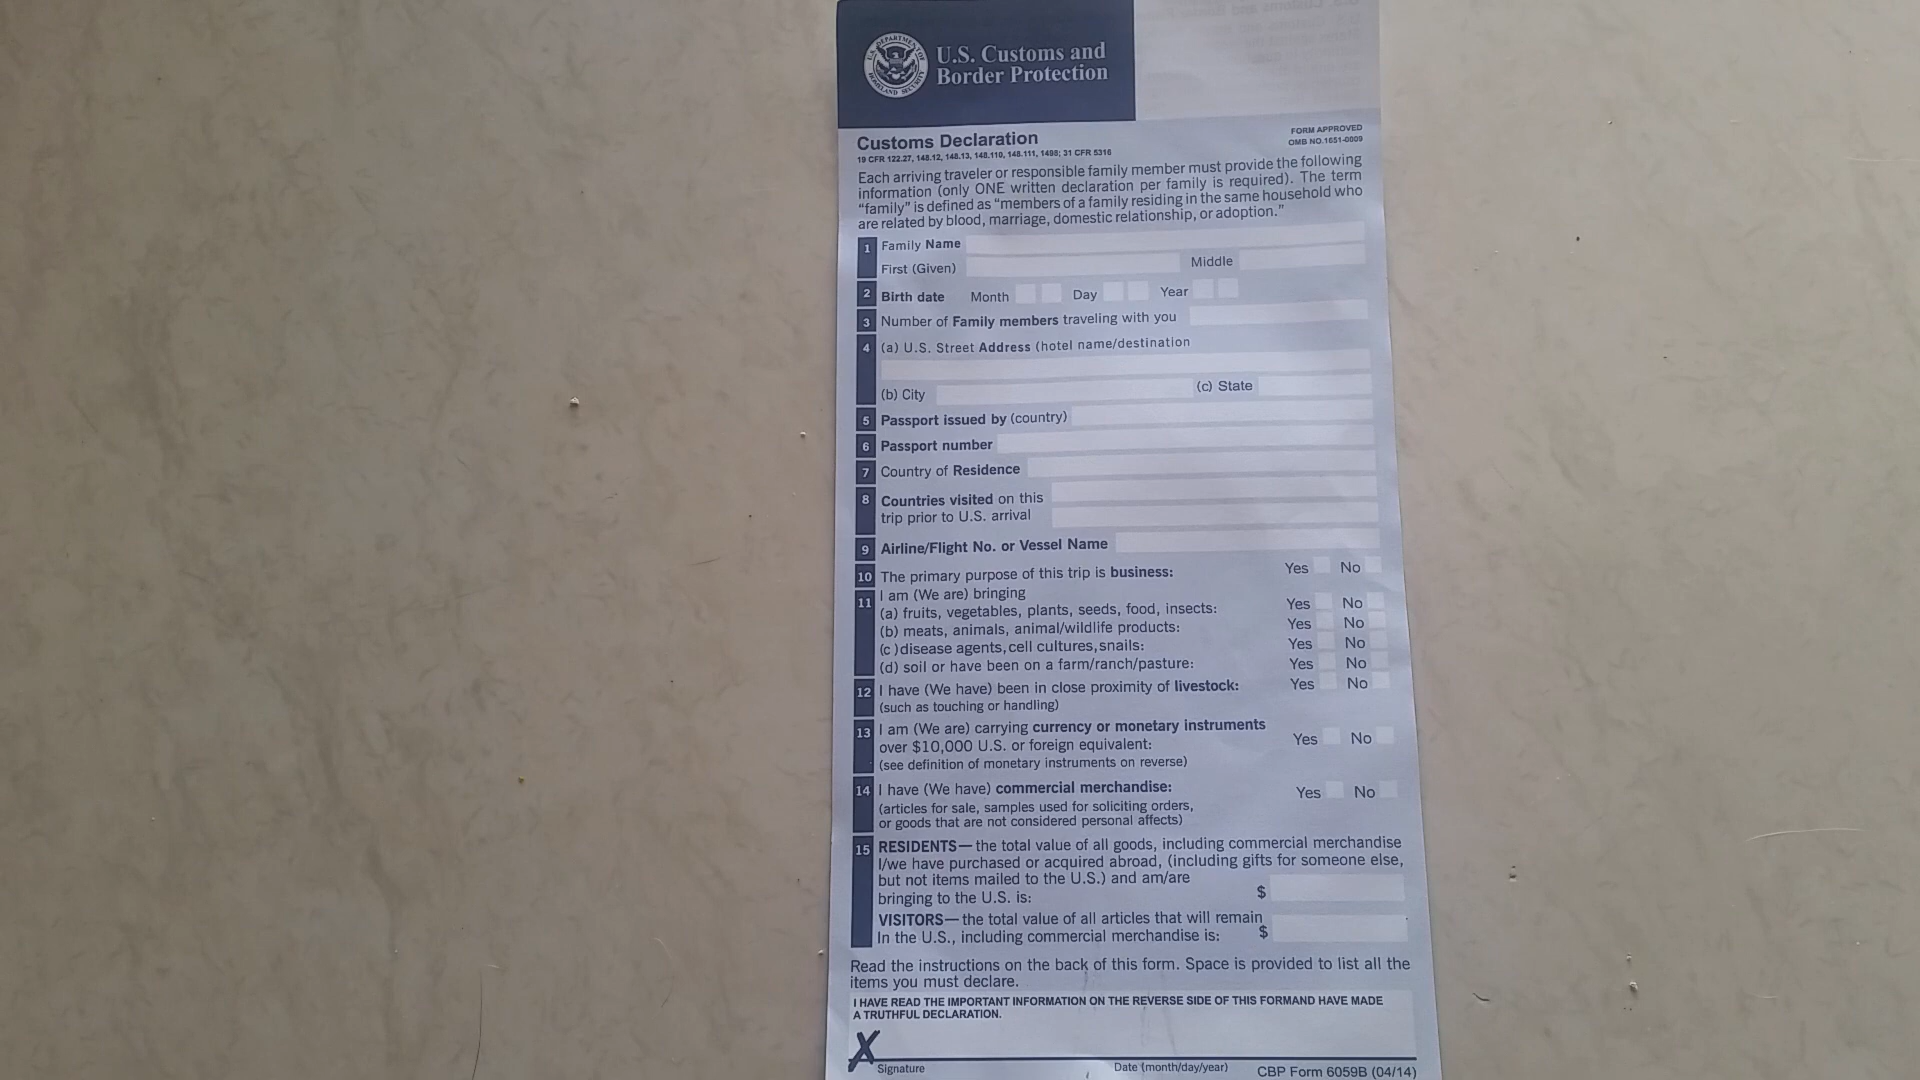 U.S. Customs and
Border Protection
Customs Declaration
19 CFR 122.27, 148.12, 148.13, 148.110, 148.111, 1498; 31 CFR 5316
FORM APPROVED
OMB NO.1651-0009
Each arriving traveler or responsible family member must provide the following
information (only ONE written declaration per family is required). The term
“family” is defined as “members of a family residing in the same household who
are related by blood, marriage, domestic relationship, or adoption.”
1 Family Name
First (Given) Middle
2 Birth date Month Day Year
3 Number of Family members traveling with you
4 (a) U.S. Street Address (hotel name/destination
(b) City (c) State
5 Passport issued by (country)
6 Passport number
7 Country of Residence
8 Countries visited on this
trip prior to U.S. arrival
9 Airline/Flight No. or Vessel Name
10 The primary purpose of this trip is business: Yes No
11 I am (We are) bringing
(a) fruits, vegetables, plants, seeds, food, insects: Yes No
(b) meats, animals, animal/wildlife products: Yes No
(c )disease agents, cell cultures, snails: Yes No
(d) soil or have been on a farm/ranch/pasture: Yes No
12 I have (We have) been in close proximity of livestock: Yes No
(such as touching or handling)
13 I am (We are) carrying currency or monetary instruments
over $10,000 U.S. or foreign equivalent: Yes No
(see definition of monetary instruments on reverse)
14 I have (We have) commercial merchandise: Yes No
(articles for sale, samples used for soliciting orders,
or goods that are not considered personal affects)
15 RESIDENTS—the total value of all goods, including commercial merchandise
I/we have purchased or acquired abroad, (including gifts for someone else,
but not items mailed to the U.S.) and am/are
bringing to the U.S. is: $
VISITORS—the total value of all articles that will remain
In the U.S., including commercial merchandise is: $
Read the instructions on the back of this form. Space is provided to list all the
items you must declare.
I HAVE READ THE IMPORTANT INFORMATION ON THE REVERSE SIDE OF THIS FORMAND HAVE MADE
A TRUTHFUL DECLARATION.
X
Signature Date (month/day/year) CBP Form 6059B (04/14)